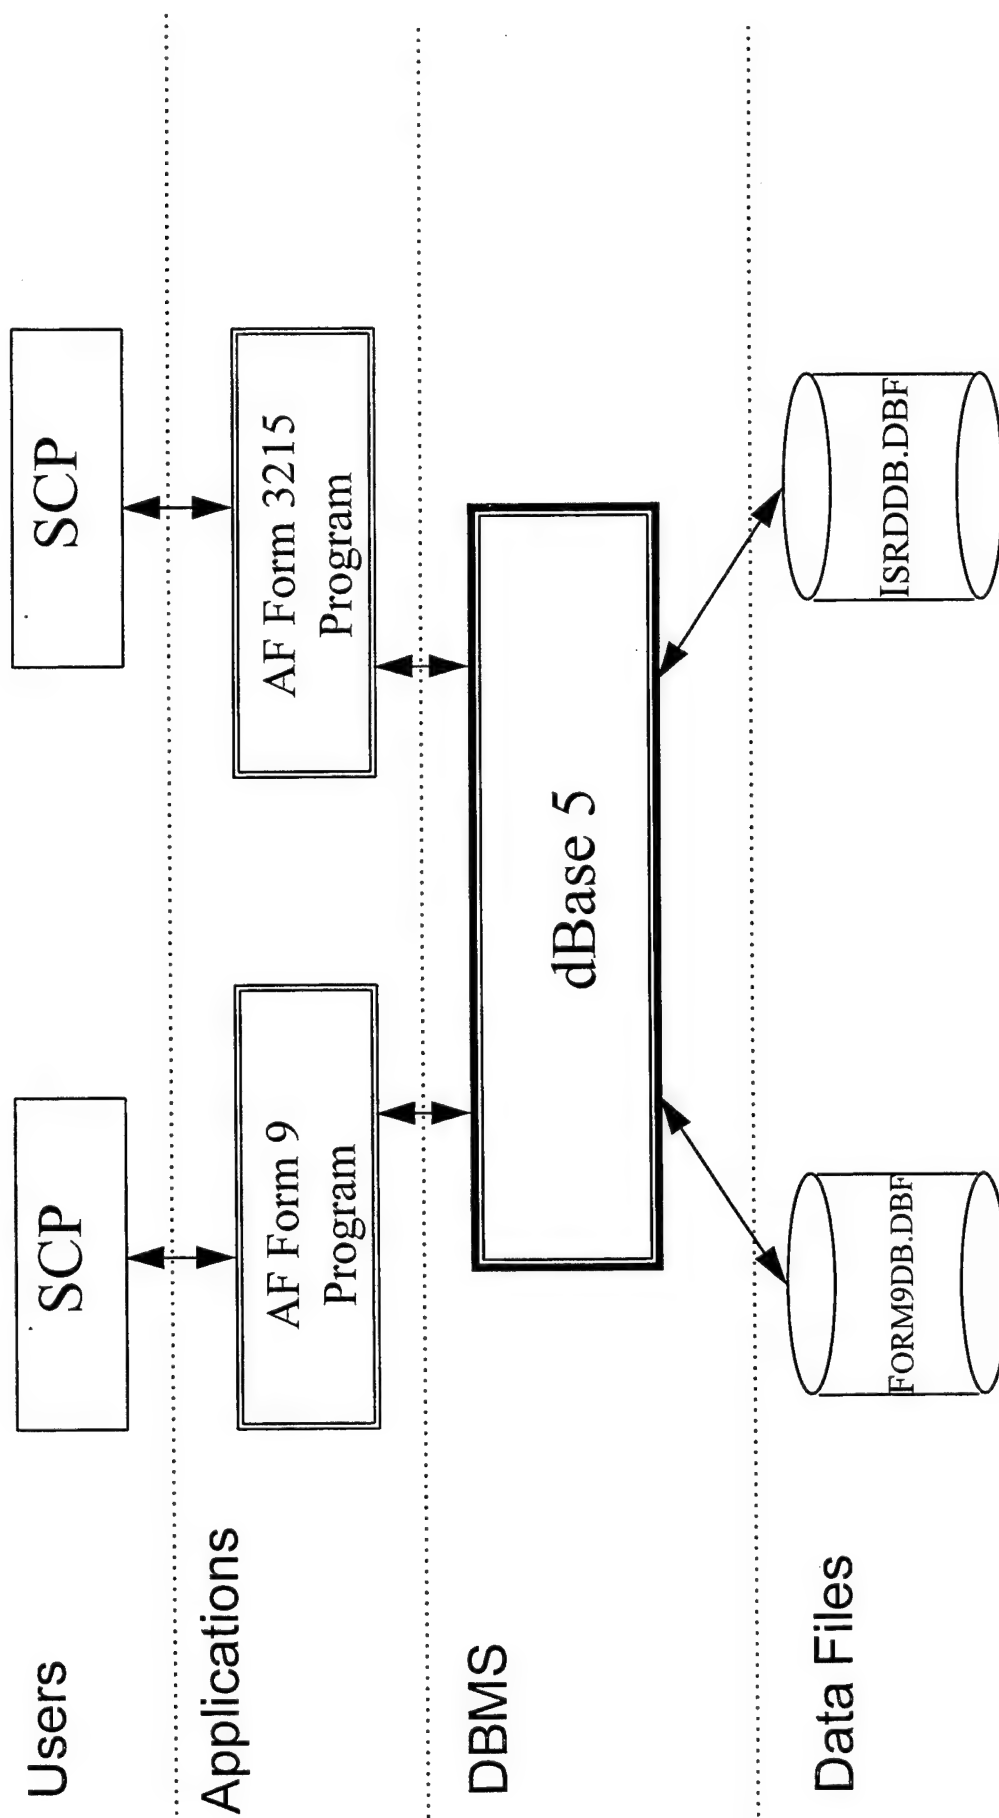 Users
SCP
SCP
Applications
AF Form 9
Program
AF Form 3215
Program
DBMS
dBase 5
Data Files
FORM9DB.DBF
ISRDDB.DBF